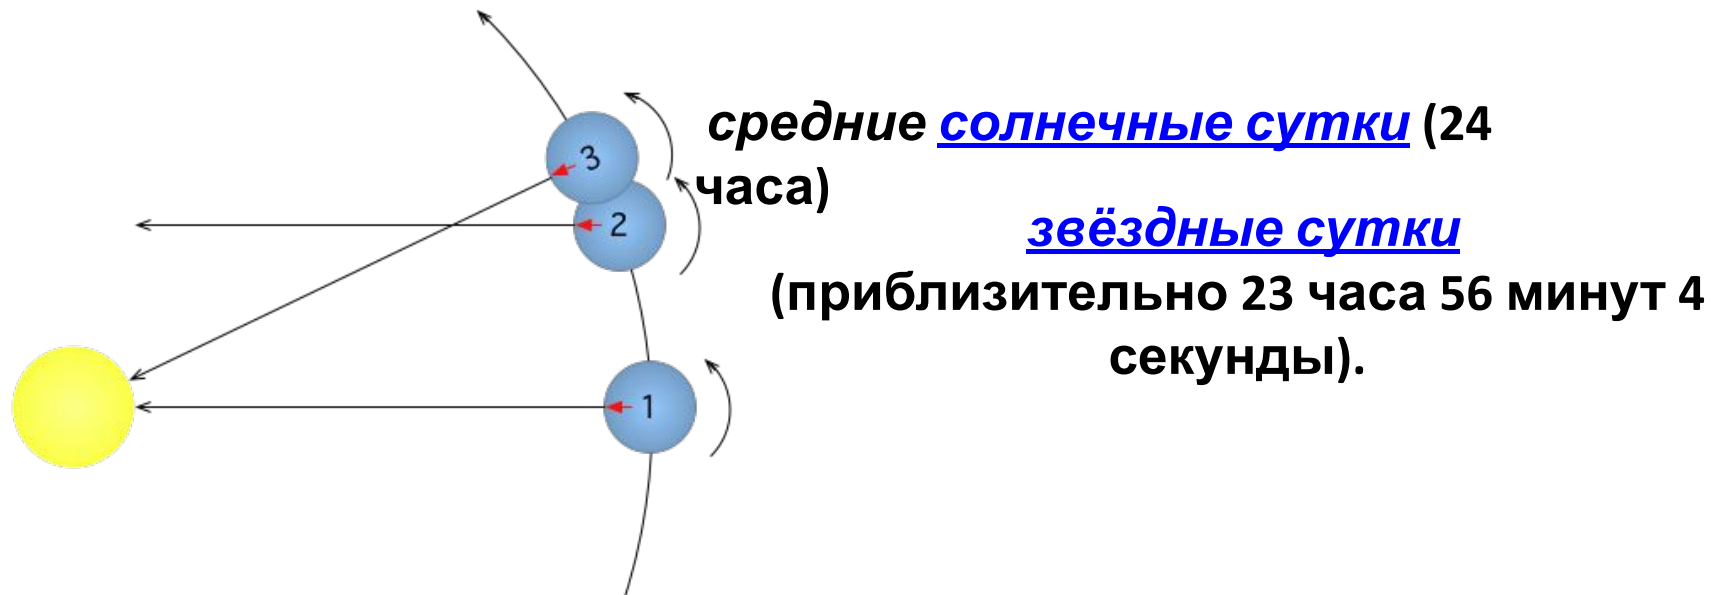 средние солнечные сутки (24
часа)
звёздные сутки
(приблизительно 23 часа 56 минут 4
секунды).
3
2
1